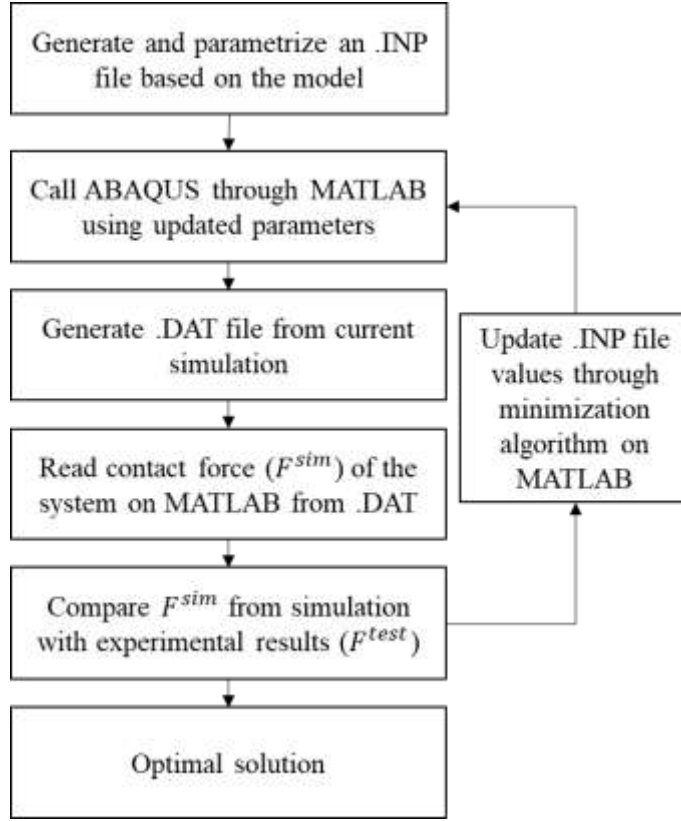 Generate and parametrize an .INP
file based on the model
Call ABAQUS through MATLAB
using updated parameters
Generate .DAT file from current
simulation
Read contact force (F^sim) of the
system on MATLAB from .DAT
Compare F^sim from simulation
with experimental results (F^test)
Optimal solution
Update .INP file
values through
minimization
algorithm on
MATLAB